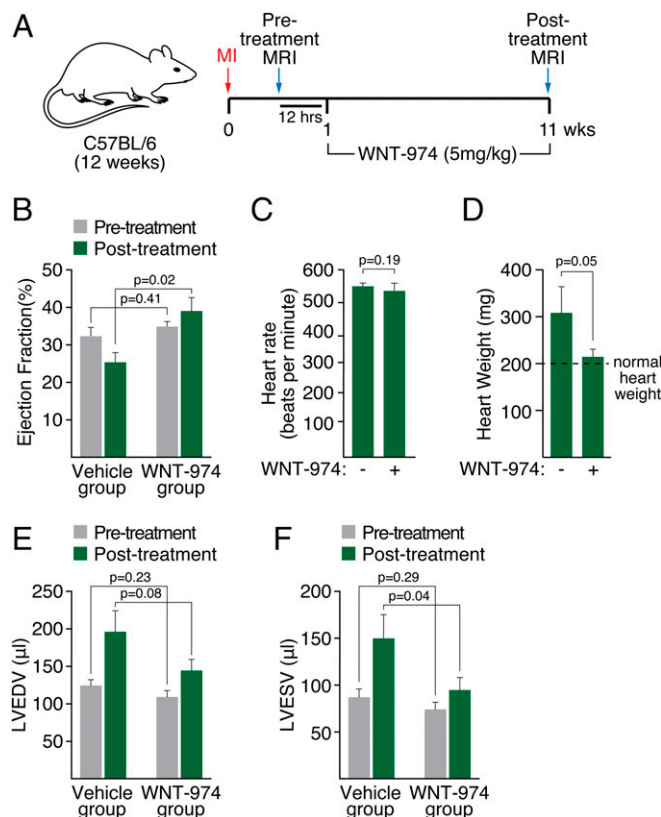 A
MI
Pre-
treatment
MRI
Post-
treatment
MRI
12 hrs
0
1
11 wks
WNT-974 (5mg/kg)
C57BL/6
(12 weeks)
B
Pre-treatment
Post-treatment
Ejection Fraction(%)
50
40
30
20
10
p=0.02
p=0.41
Vehicle
group
WNT-974
group
C
Heart rate
(beats per minute)
600
500
400
300
200
100
p=0.19
WNT-974: - +
D
Heart Weight (mg)
400
300
200
100
p=0.05
normal
heart
weight
WNT-974: - +
E
Pre-treatment
Post-treatment
LVEDV (µl)
250
200
150
100
50
p=0.23
p=0.08
Vehicle
group
WNT-974
group
F
Pre-treatment
Post-treatment
LVESV (µl)
200
150
100
50
p=0.29
p=0.04
Vehicle
group
WNT-974
group